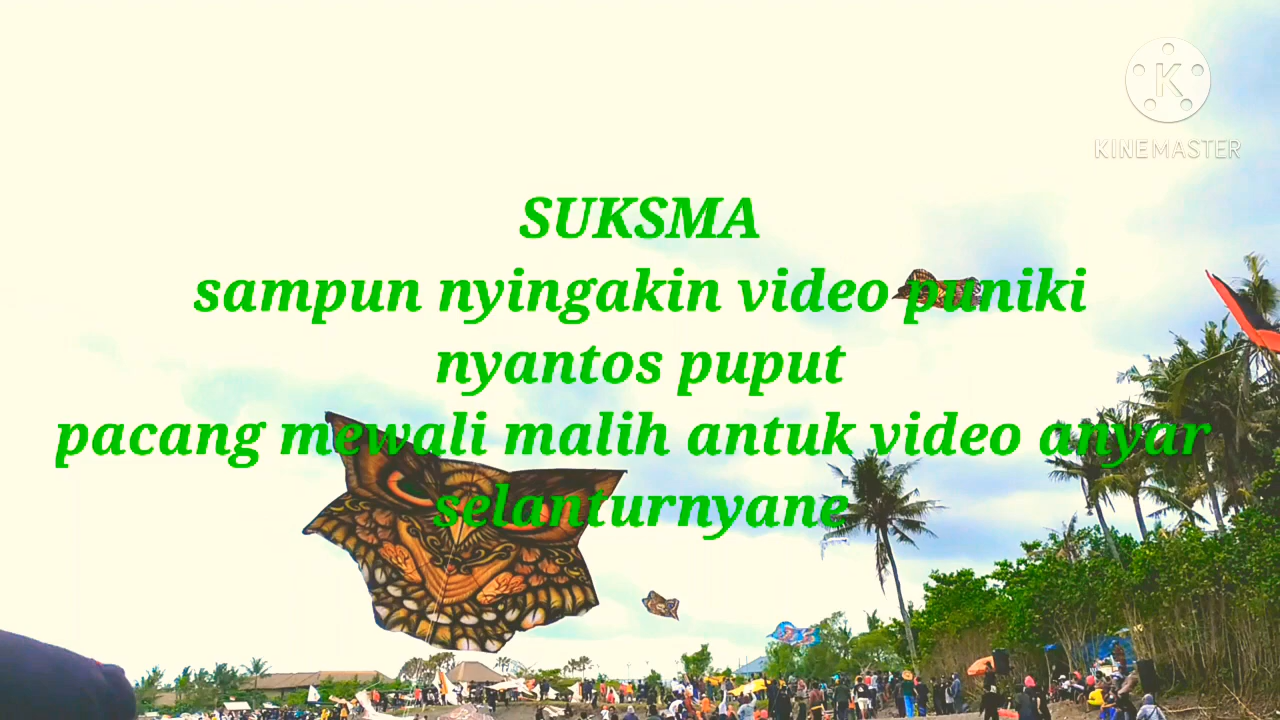 KINEMASTER
SUKSMA
sampun nyingakin video puniki
nyantos puput
pacang mewali malih antuk video anyar
selanturnyane